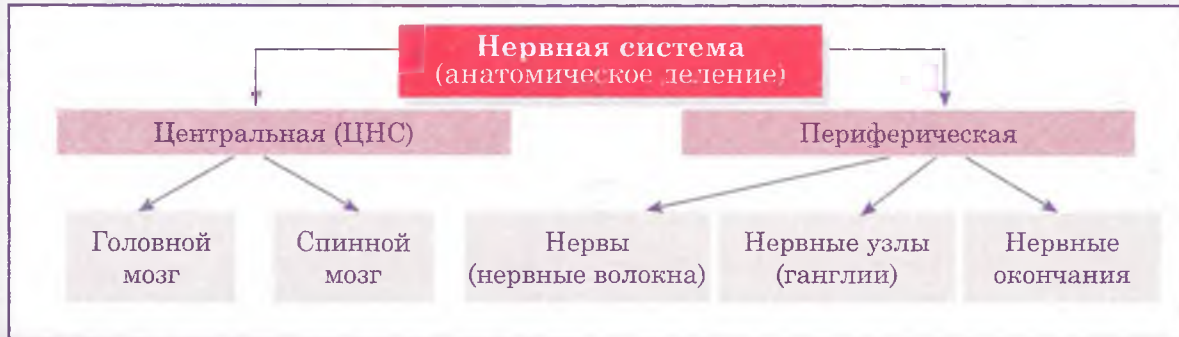 Нервная система
(анатомическое деление)
Центральная (ЦНС)
Периферическая
Головной
мозг
Спинной
мозг
Нервы
(нервные волокна)
Нервные узлы
(ганглии)
Нервные
окончания